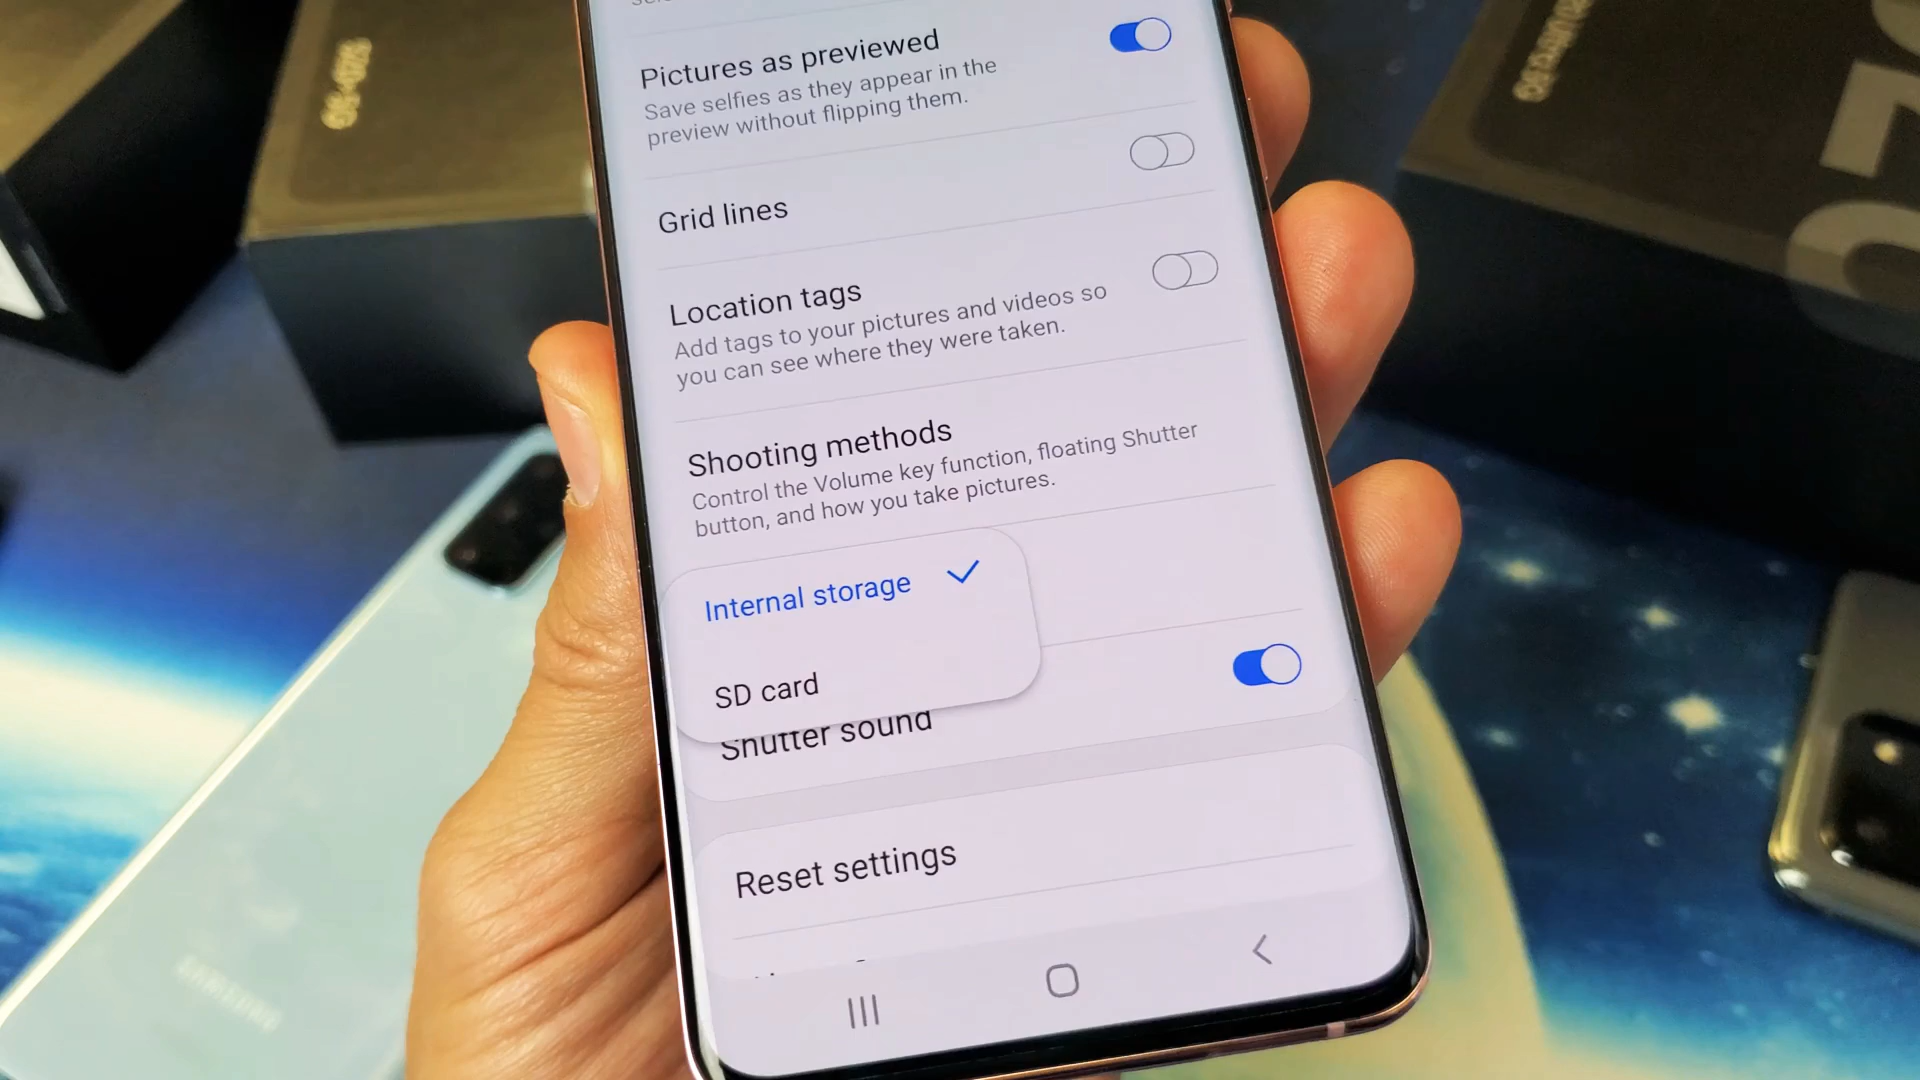 Pictures as previewed
Save selfies as they appear in the
preview without flipping them.
Grid lines
Location tags
Add tags to your pictures and videos so
you can see where they were taken.
Shooting methods
Control the Volume key function, floating Shutter
button, and how you take pictures.
Internal storage
SD card
Shutter sound
Reset settings
SAMSUNG